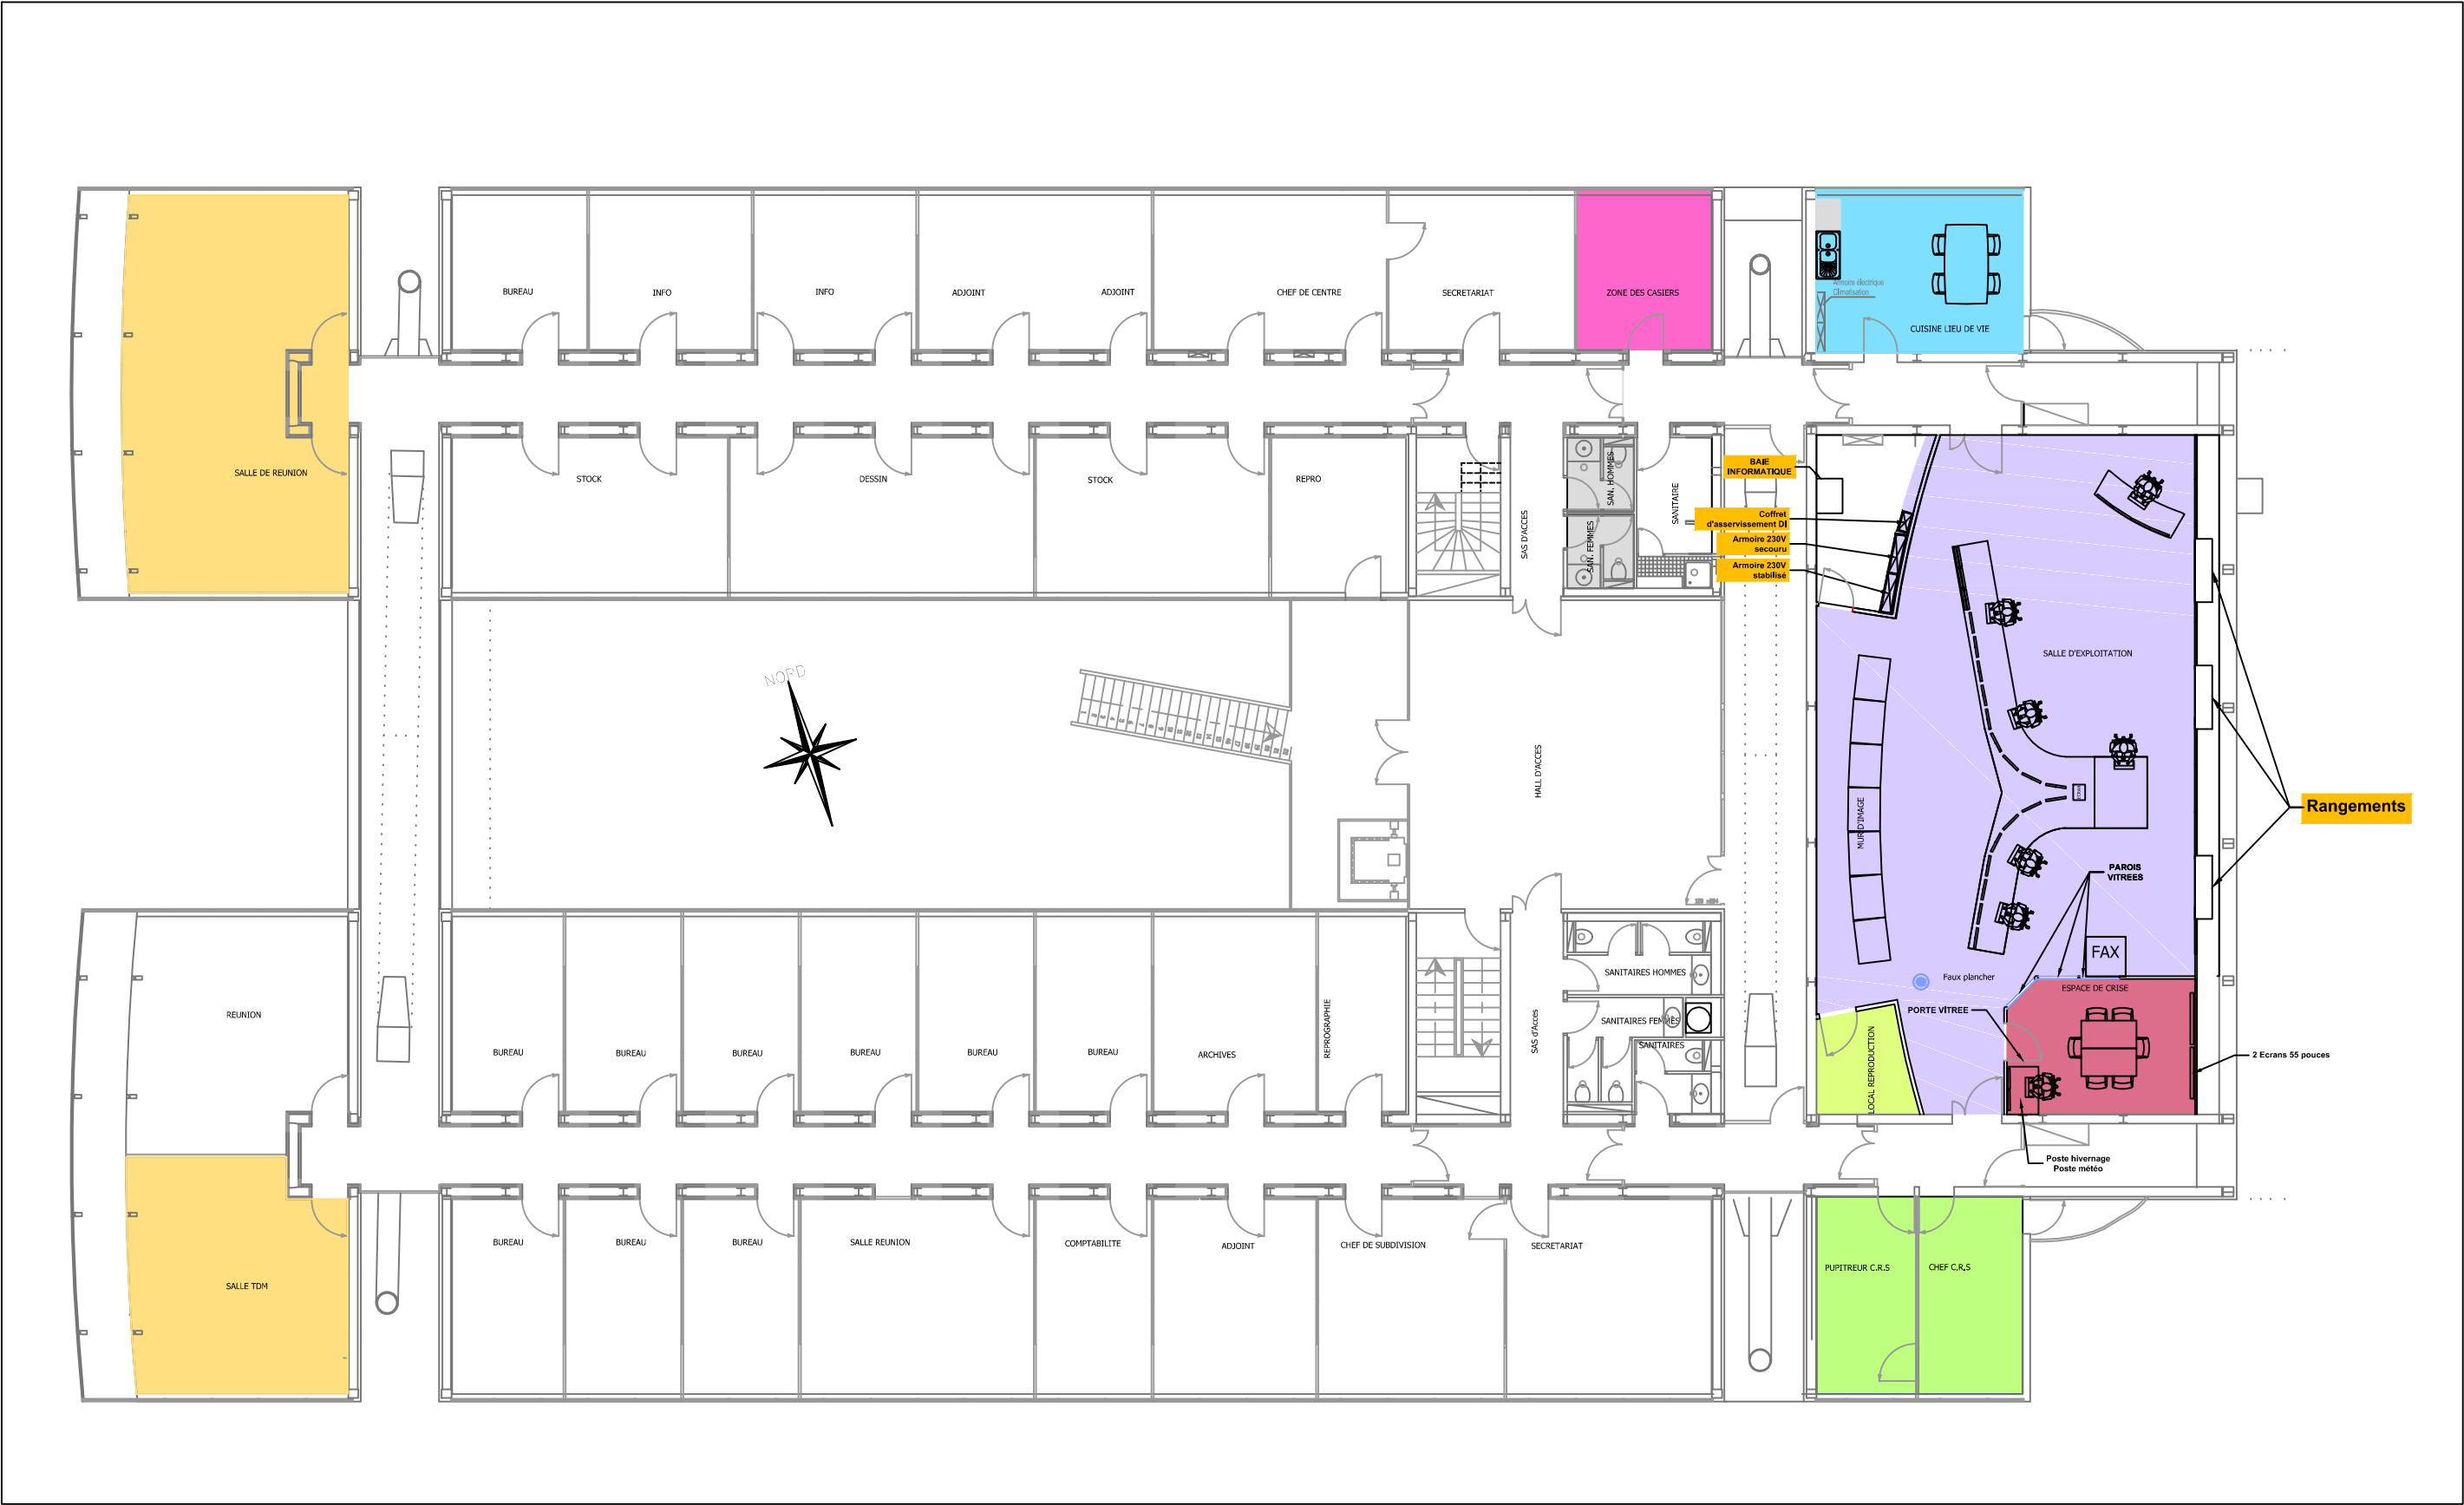 BUREAU
INFO
INFO
ADJOINT
ADJOINT
CHEF DE CENTRE
SECRETARIAT
ZONE DES CASIERS
Armoire électrique
Climatisation
CUISINE LIEU DE VIE
SALLE DE REUNION
STOCK
DESSIN
STOCK
REPRO
SAS D'ACCES
SAN. HOMMES
SAN. FEMMES
SANITAIRE
BAIE
INFORMATIQUE
Coffret
d'asservissement DI
Armoire 230V
secouru
Armoire 230V
stabilisé
SALLE D'EXPLOITATION
NORD
HALL D'ACCES
MUR D'IMAGE
Rangements
PAROIS
VITREES
FAX
Faux plancher
ESPACE DE CRISE
PORTE VITREE
2 Ecrans 55 pouces
LOCAL REPRODUCTION
Poste hivernage
Poste météo
REUNION
BUREAU
BUREAU
BUREAU
BUREAU
BUREAU
BUREAU
ARCHIVES
REPROGRAPHIE
SAS d'Acces
SANITAIRES HOMMES
SANITAIRES FEMMES
SANITAIRES
SALLE TDM
BUREAU
BUREAU
BUREAU
SALLE REUNION
COMPTABILITE
ADJOINT
CHEF DE SUBDIVISION
SECRETARIAT
PUPITREUR C.R.S
CHEF C.R.S